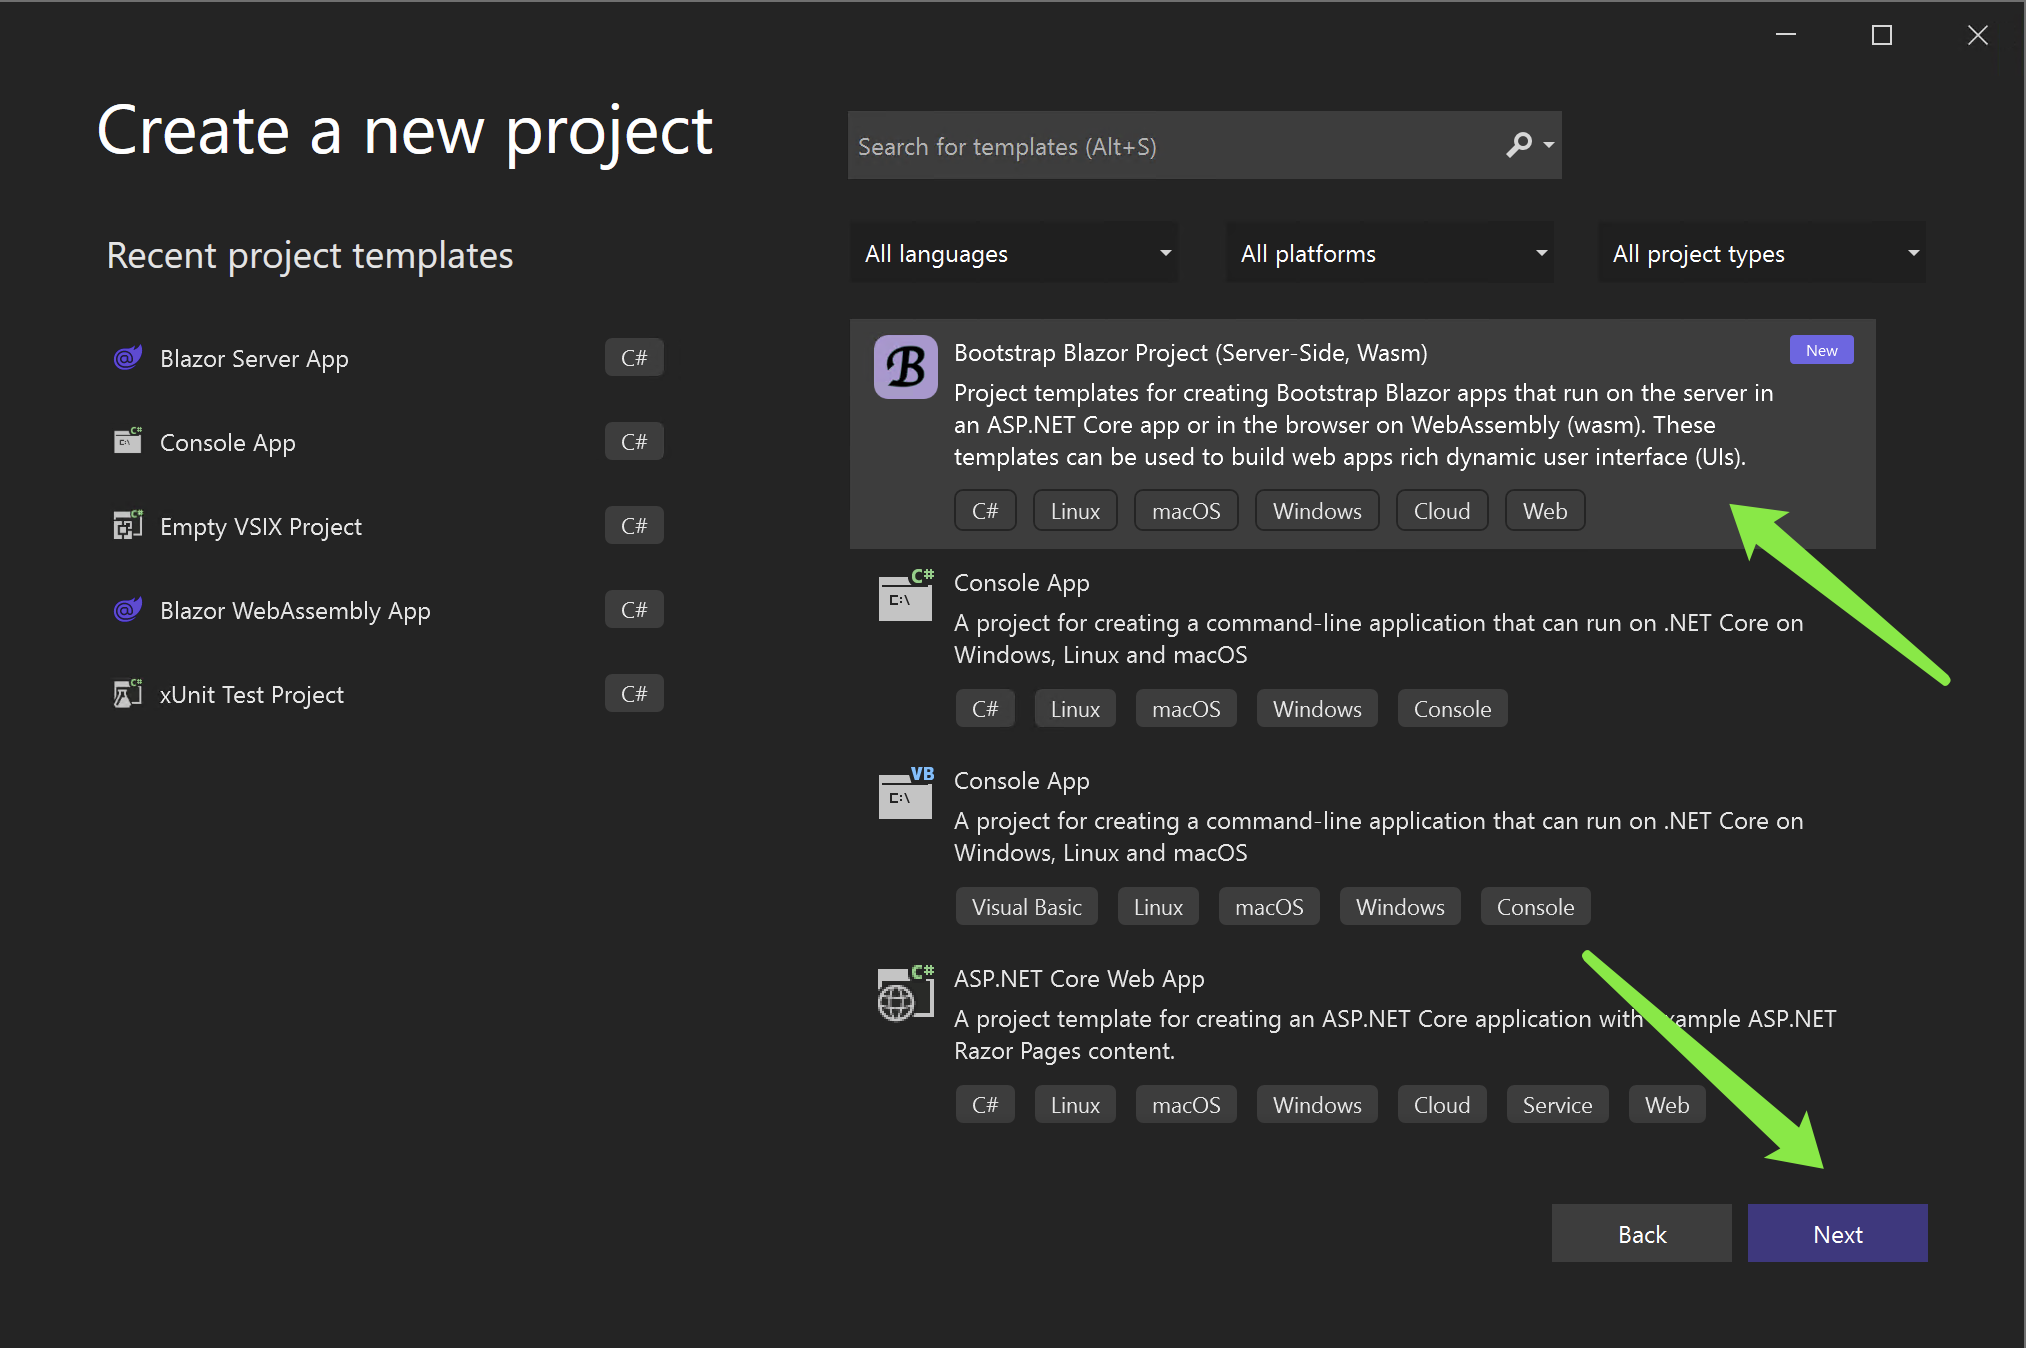 Create a new project
Search for templates (Alt+S)
Recent project templates
All languages
All platforms
All project types
Blazor Server App
C#
Console App
C#
Empty VSIX Project
C#
Blazor WebAssembly App
C#
xUnit Test Project
C#
B
Bootstrap Blazor Project (Server-Side, Wasm)
New
Project templates for creating Bootstrap Blazor apps that run on the server in
an ASP.NET Core app or in the browser on WebAssembly (wasm). These
templates can be used to build web apps rich dynamic user interface (UIs).
C# Linux macOS Windows Cloud Web
C#
C:\
Console App
A project for creating a command-line application that can run on .NET Core on
Windows, Linux and macOS
C# Linux macOS Windows Console
VB
C:\
Console App
A project for creating a command-line application that can run on .NET Core on
Windows, Linux and macOS
Visual Basic Linux macOS Windows Console
C#
ASP.NET Core Web App
A project template for creating an ASP.NET Core application with example ASP.NET
Razor Pages content.
C# Linux macOS Windows Cloud Service Web
Back
Next